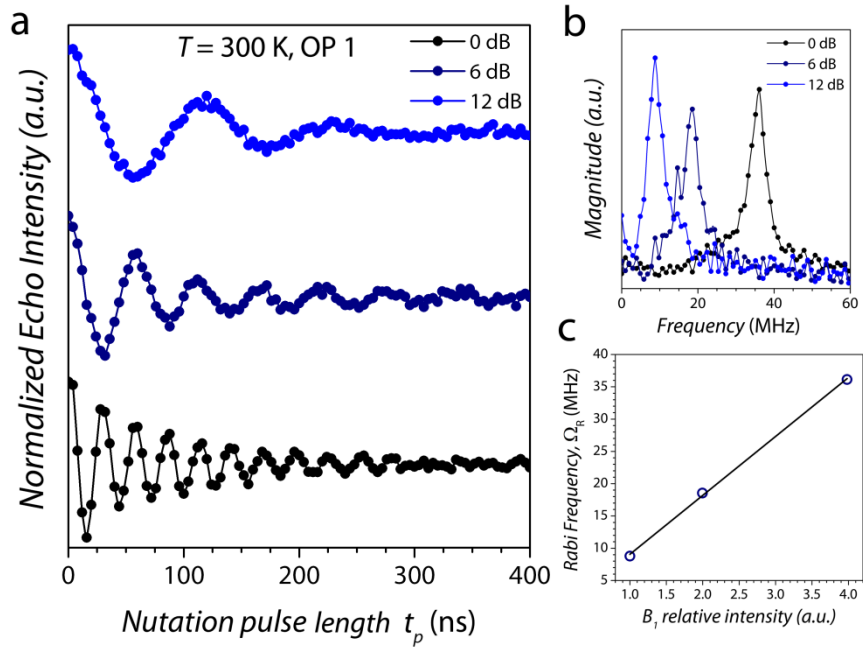 a
T = 300 K, OP 1
0 dB
6 dB
12 dB
Normalized Echo Intensity (a.u.)
0
100
200
300
400
Nutation pulse length tp (ns)
b
0 dB
6 dB
12 dB
Magnitude (a.u.)
0
20
40
60
Frequency (MHz)
c
40
35
30
25
20
15
10
5
Rabi Frequency, ΩR (MHz)
1.0
1.5
2.0
2.5
3.0
3.5
4.0
B1 relative intensity (a.u.)